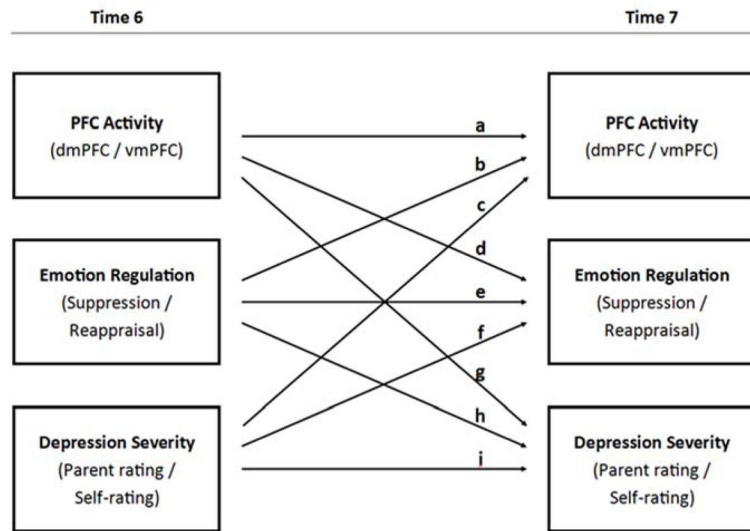 Time 6
Time 7
PFC Activity
(dmPFC / vmPFC)
Emotion Regulation
(Suppression /
Reappraisal)
Depression Severity
(Parent rating /
Self-rating)
a
b
c
d
e
f
g
h
i
PFC Activity
(dmPFC / vmPFC)
Emotion Regulation
(Suppression /
Reappraisal)
Depression Severity
(Parent rating /
Self-rating)